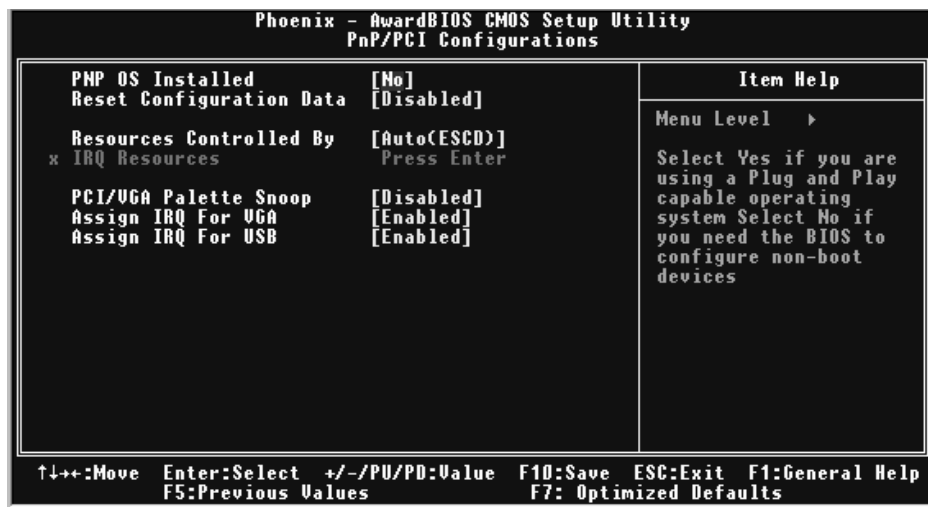 Phoenix - AwardBIOS CMOS Setup Utility
PnP/PCI Configurations
PNP OS Installed [No]
Reset Configuration Data [Disabled]
Resources Controlled By [Auto(ESCD)]
x IRQ Resources Press Enter
PCI/VGA Palette Snoop [Disabled]
Assign IRQ For VGA [Enabled]
Assign IRQ For USB [Enabled]
Item Help
Menu Level ▸
Select Yes if you are
using a Plug and Play
capable operating
system Select No if
you need the BIOS to
configure non-boot
devices
↑↓→←:Move Enter:Select +/-/PU/PD:Value F10:Save ESC:Exit F1:General Help
F5:Previous Values F7: Optimized Defaults